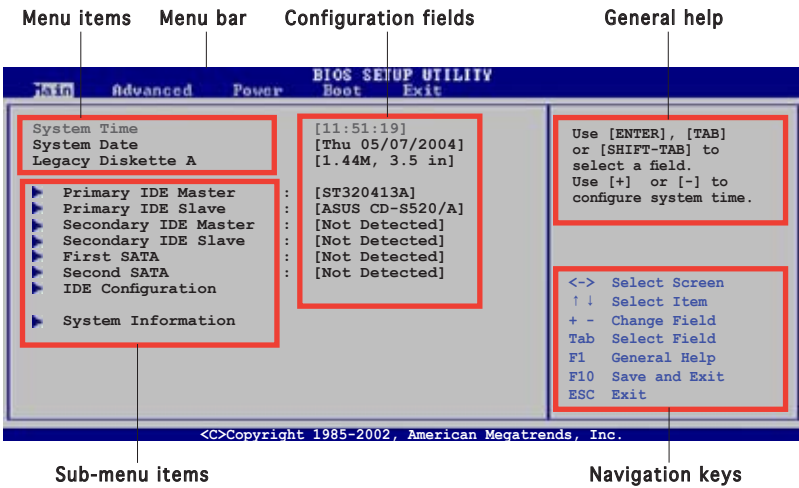 Menu items Menu bar Configuration fields General help
BIOS SETUP UTILITY
Main Advanced Power Boot Exit
System Time [11:51:19]
System Date [Thu 05/07/2004]
Legacy Diskette A [1.44M, 3.5 in]
Primary IDE Master : [ST320413A]
Primary IDE Slave : [ASUS CD-S520/A]
Secondary IDE Master : [Not Detected]
Secondary IDE Slave : [Not Detected]
First SATA : [Not Detected]
Second SATA : [Not Detected]
IDE Configuration
System Information
Use [ENTER], [TAB]
or [SHIFT-TAB] to
select a field.
Use [+] or [-] to
configure system time.
<-> Select Screen
↑↓ Select Item
+ - Change Field
Tab Select Field
F1 General Help
F10 Save and Exit
ESC Exit
<C>Copyright 1985-2002, American Megatrends, Inc.
Sub-menu items Navigation keys